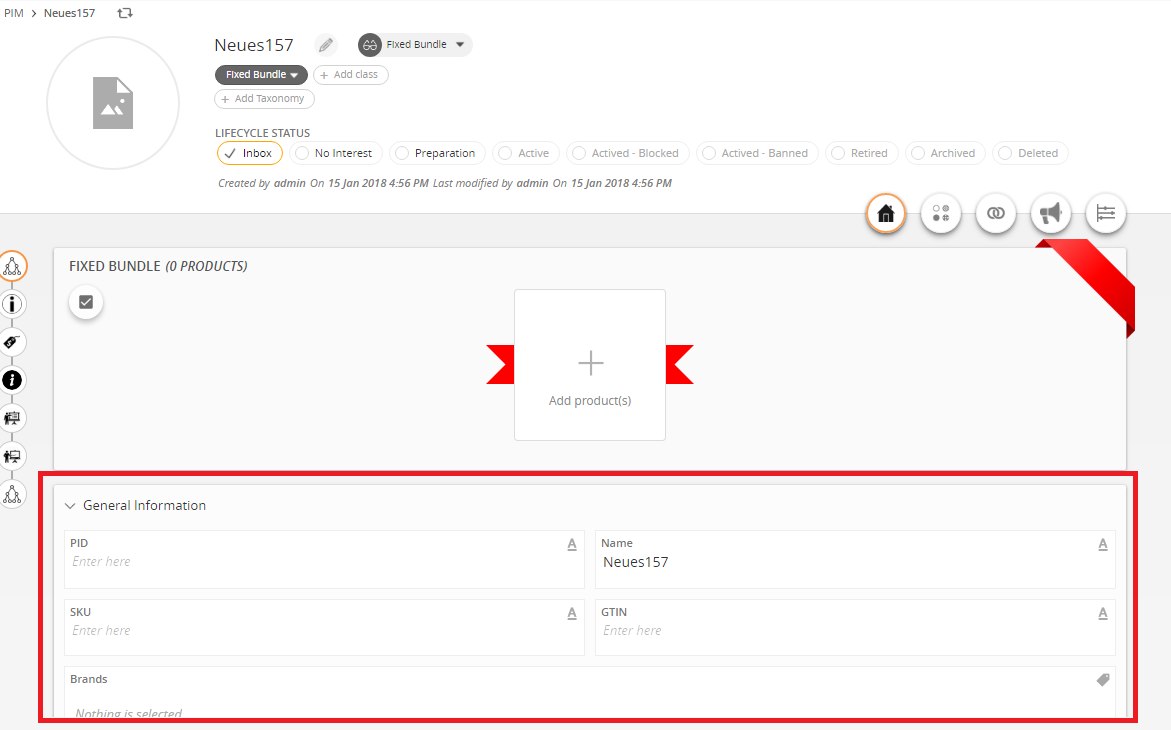 PIM > Neues157
Neues157
Fixed Bundle
Fixed Bundle
+ Add class
+ Add Taxonomy
LIFECYCLE STATUS
Inbox No Interest Preparation Active Actived - Blocked Actived - Banned Retired Archived Deleted
Created by admin On 15 Jan 2018 4:56 PM Last modified by admin On 15 Jan 2018 4:56 PM
FIXED BUNDLE (0 PRODUCTS)
Add product(s)
General Information
PID
Enter here
Name
Neues157
SKU
Enter here
GTIN
Enter here
Brands
Nothing is selected